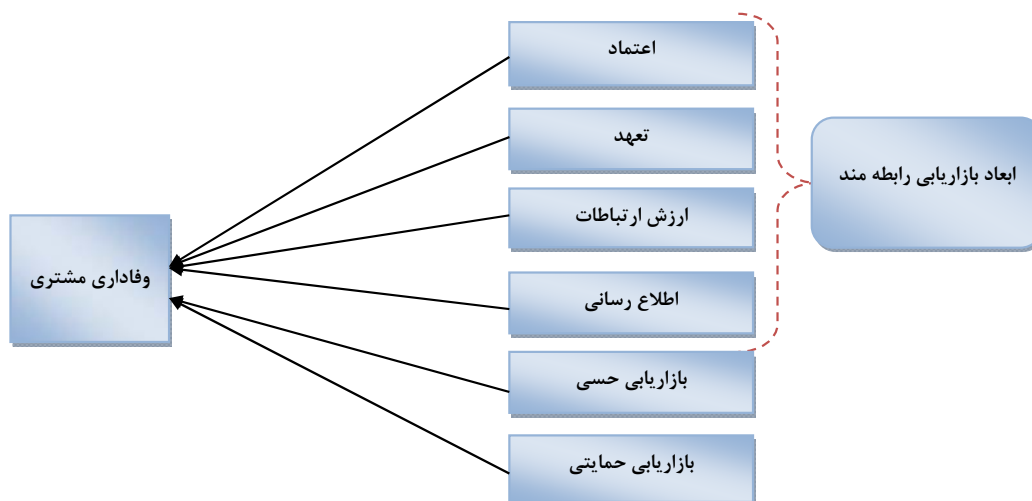 اعتماد
تعهد
ارزش ارتباطات
اطلاع رسانی
بازاریابی حسی
بازاریابی حمایتی
ابعاد بازاریابی رابطه مند
وفاداری مشتری